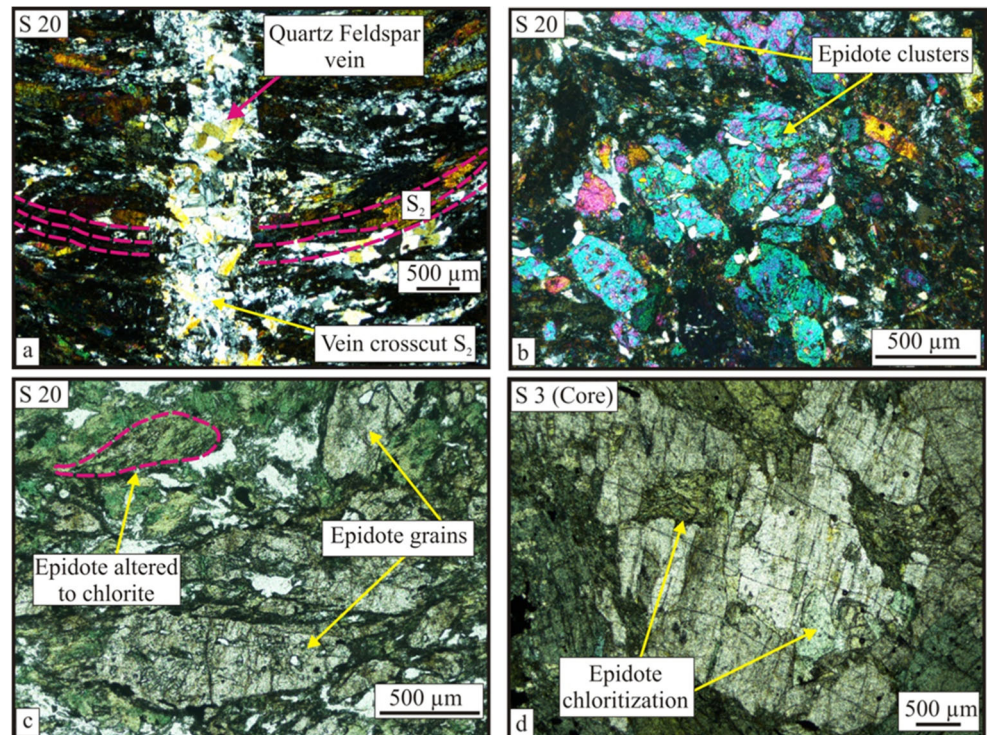 S 20
Quartz Feldspar
vein
S₂
500 µm
Vein crosscut S₂
a
S 20
Epidote clusters
500 µm
b
S 20
Epidote grains
Epidote altered
to chlorite
500 µm
c
S 3 (Core)
Epidote
chloritization
500 µm
d